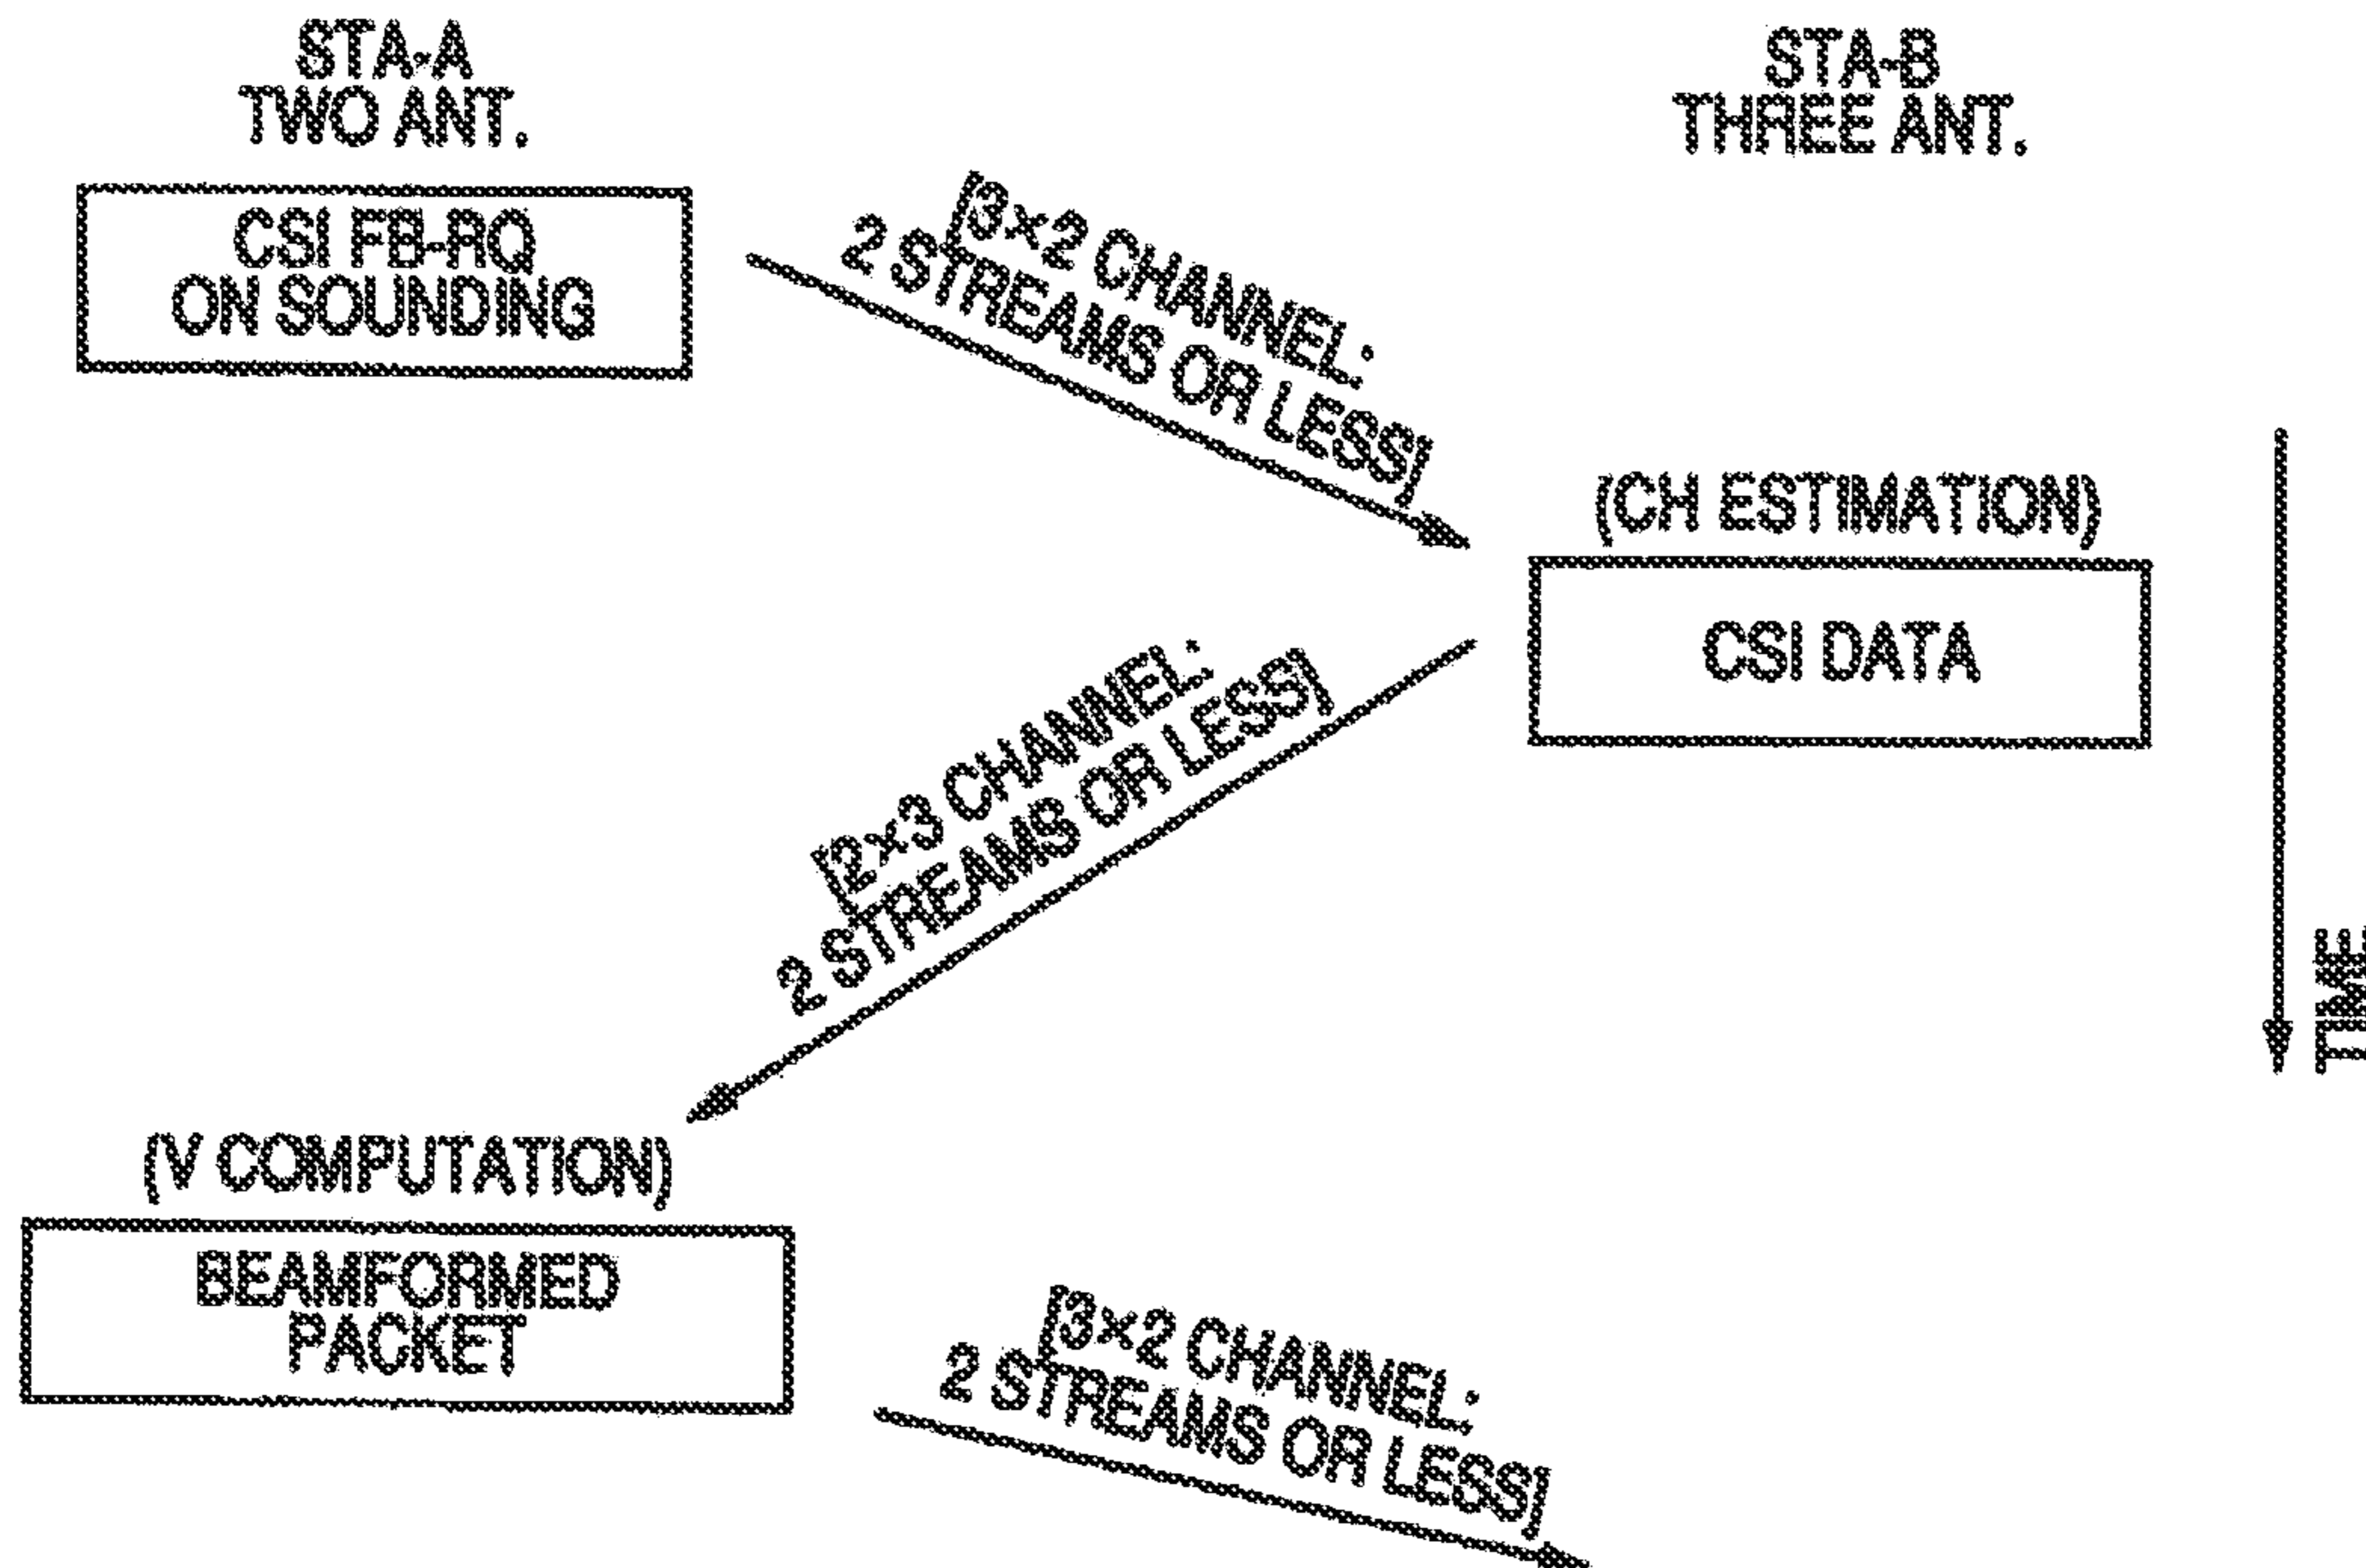 STA-A
TWO ANT.
STA-B
THREE ANT.
CSI FB-RQ
ON SOUNDING
[3×2 CHANNEL:
2 STREAMS OR LESS]
(CH ESTIMATION)
CSI DATA
[2×3 CHANNEL:
2 STREAMS OR LESS]
TIME
(V COMPUTATION)
BEAMFORMED
PACKET
[3×2 CHANNEL:
2 STREAMS OR LESS]